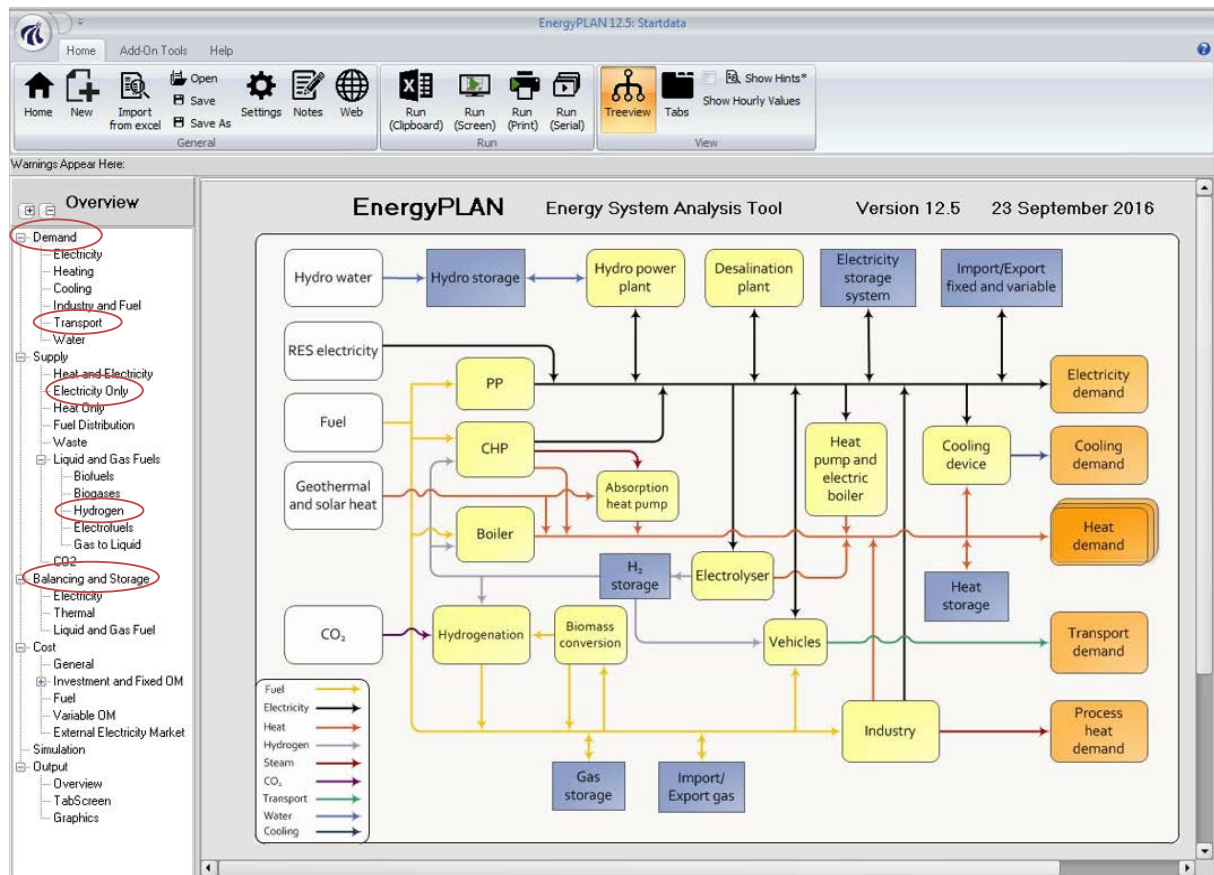 EnergyPLAN 12.5: Startdata
Home Add-On Tools Help
Home
New
Import
from excel
Open
Save
Save As
Settings
Notes
Web
General
Run
(Clipboard)
Run
(Screen)
Run
(Print)
Run
(Serial)
Run
Treeview
Tabs
Show Hints*
Show Hourly Values
View
Warnings Appear Here:
Overview
Demand
Electricity
Heating
Cooling
Industry and Fuel
Transport
Water
Supply
Heat and Electricity
Electricity Only
Heat Only
Fuel Distribution
Waste
Liquid and Gas Fuels
Biofuels
Biogases
Hydrogen
Electrofuels
Gas to Liquid
CO2
Balancing and Storage
Electricity
Thermal
Liquid and Gas Fuel
Cost
General
Investment and Fixed OM
Fuel
Variable OM
External Electricity Market
Simulation
Output
Overview
TabScreen
Graphics
EnergyPLAN Energy System Analysis Tool Version 12.5 23 September 2016
Hydro water
Hydro storage
Hydro power
plant
Desalination
plant
Electricity
storage
system
Import/Export
fixed and variable
RES electricity
PP
Electricity
demand
Fuel
CHP
Heat
pump and
electric
boiler
Cooling
device
Cooling
demand
Geothermal
and solar heat
Absorption
heat pump
Boiler
Heat
demand
H₂
storage
Electrolyser
Heat
storage
CO₂
Hydrogenation
Biomass
conversion
Vehicles
Transport
demand
Industry
Process
heat
demand
Gas
storage
Import/
Export gas
Fuel
Electricity
Heat
Hydrogen
Steam
CO₂
Transport
Water
Cooling